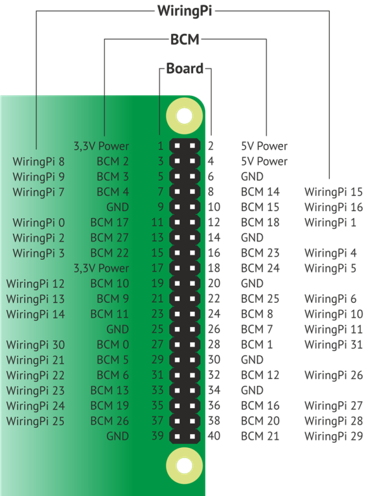 WiringPi
BCM
Board
3,3V Power 1 2 5V Power
WiringPi 8 BCM 2 3 4 5V Power
WiringPi 9 BCM 3 5 6 GND
WiringPi 7 BCM 4 7 8 BCM 14 WiringPi 15
GND 9 10 BCM 15 WiringPi 16
WiringPi 0 BCM 17 11 12 BCM 18 WiringPi 1
WiringPi 2 BCM 27 13 14 GND
WiringPi 3 BCM 22 15 16 BCM 23 WiringPi 4
3,3V Power 17 18 BCM 24 WiringPi 5
WiringPi 12 BCM 10 19 20 GND
WiringPi 13 BCM 9 21 22 BCM 25 WiringPi 6
WiringPi 14 BCM 11 23 24 BCM 8 WiringPi 10
GND 25 26 BCM 7 WiringPi 11
WiringPi 30 BCM 0 27 28 BCM 1 WiringPi 31
WiringPi 21 BCM 5 29 30 GND
WiringPi 22 BCM 6 31 32 BCM 12 WiringPi 26
WiringPi 23 BCM 13 33 34 GND
WiringPi 24 BCM 19 35 36 BCM 16 WiringPi 27
WiringPi 25 BCM 26 37 38 BCM 20 WiringPi 28
GND 39 40 BCM 21 WiringPi 29